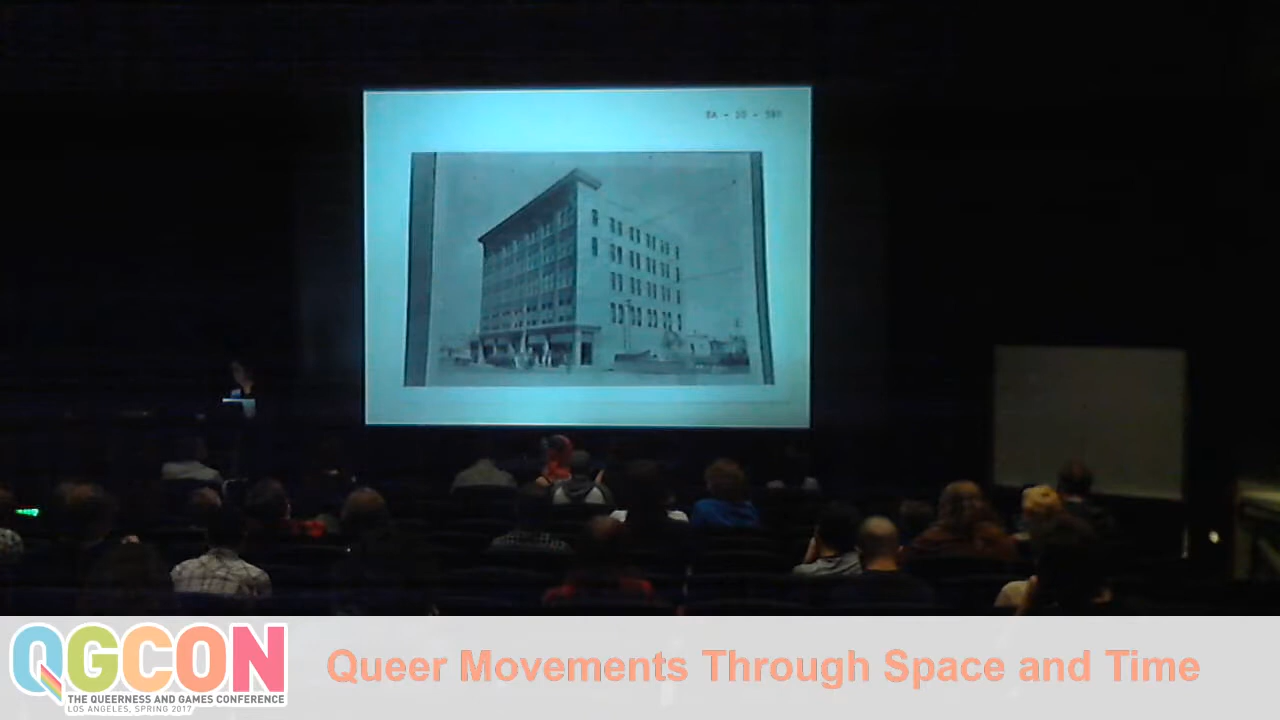 QGCON
THE QUEERNESS AND GAMES CONFERENCE
LOS ANGELES, SPRING 2017
Queer Movements Through Space and Time